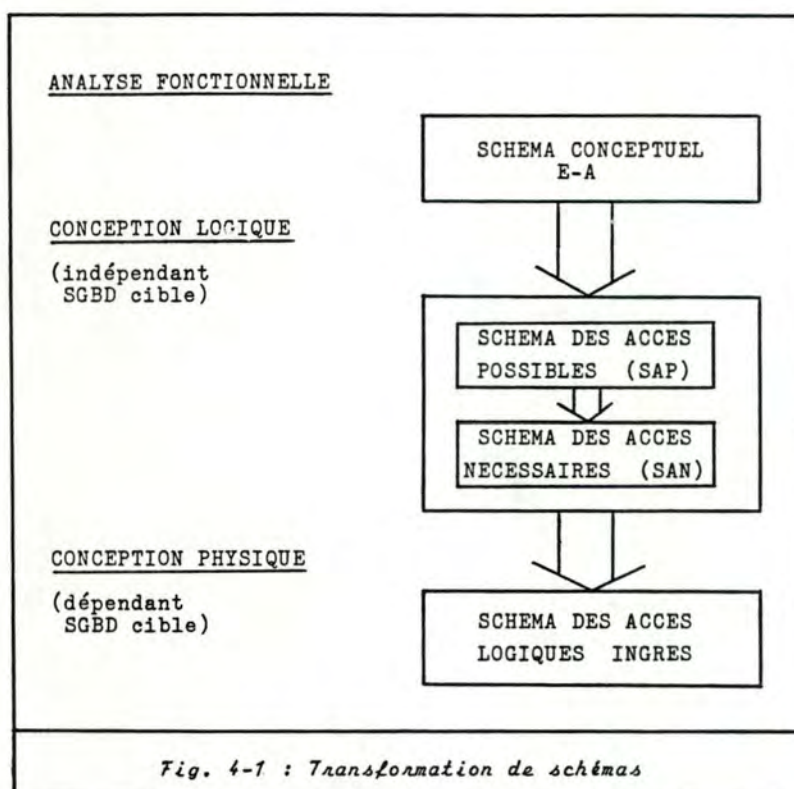 ANALYSE FONCTIONNELLE
SCHEMA CONCEPTUEL
E-A
CONCEPTION LOGIQUE
(indépendant
SGBD cible)
SCHEMA DES ACCES
POSSIBLES (SAP)
SCHEMA DES ACCES
NECESSAIRES (SAN)
CONCEPTION PHYSIQUE
(dépendant
SGBD cible)
SCHEMA DES ACCES
LOGIQUES INGRES
Fig. 4-1 : Transformation de schémas